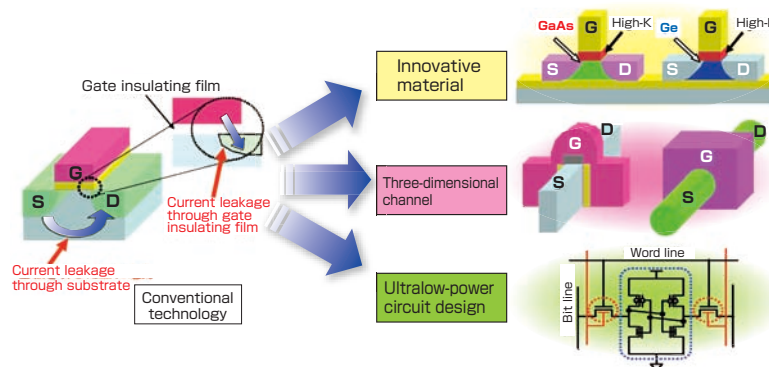 Gate insulating film
G
S
D
Current leakage
through gate
insulating film
Current leakage
through substrate
Conventional
technology
Innovative
material
GaAs
G
High-K
Ge
G
High-
S
D
S
D
Three-dimensional
channel
D
G
S
D
G
S
Ultralow-power
circuit design
Word line
Bit line